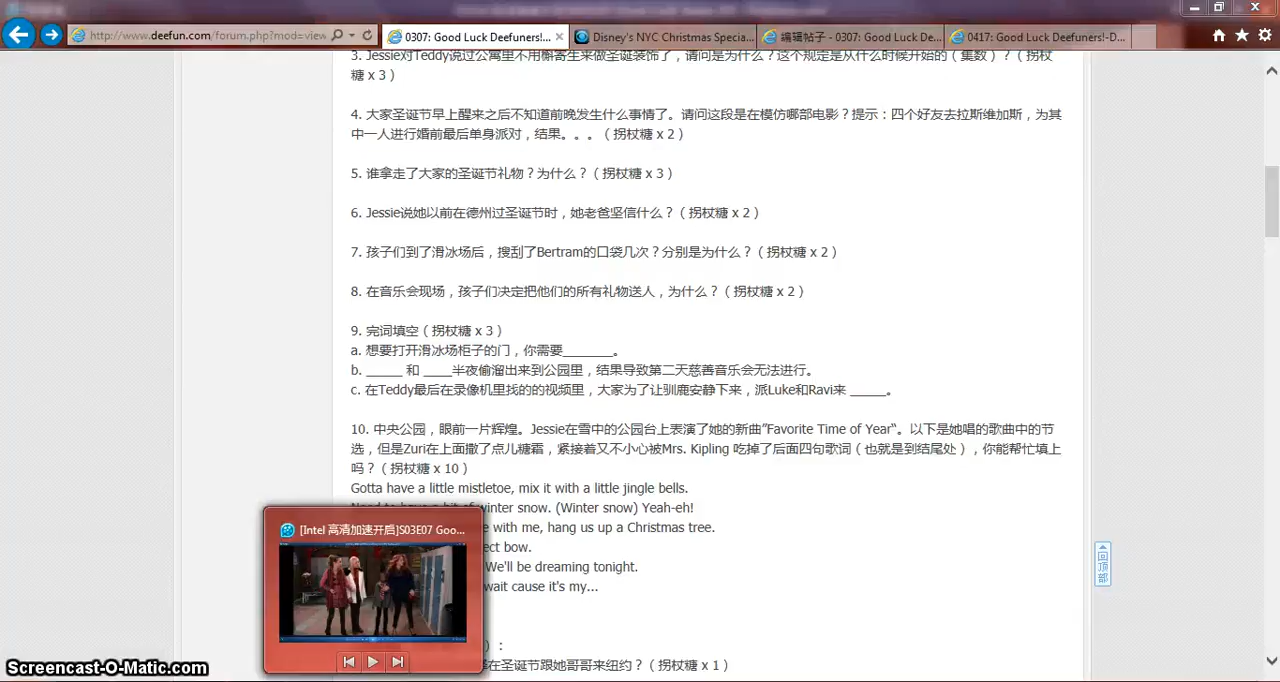 http://www.deefun.com/forum.php?mod=view
0307: Good Luck Deefuners!...
Disney's NYC Christmas Specia...
编辑帖子 - 0307: Good Luck De...
0417: Good Luck Deefuners!-D...
3. Jessie对Teddy说过公寓里不用槲寄生来做圣诞装饰了，请问是为什么？这个规定是从什么时候开始的（集数）？（拐杖
糖 x 3 ）
4. 大家圣诞节早上醒来之后不知道前晚发生什么事情了。请问这段是在模仿哪部电影？提示：四个好友去拉斯维加斯，为其
中一人进行婚前最后单身派对，结果。。。（拐杖糖 x 2 ）
5. 谁拿走了大家的圣诞节礼物？为什么？（拐杖糖 x 3 ）
6. Jessie说她以前在德州过圣诞节时，她老爸坚信什么？（拐杖糖 x 2 ）
7. 孩子们到了滑冰场后，搜刮了Bertram的口袋几次？分别是为什么？（拐杖糖 x 2 ）
8. 在音乐会现场，孩子们决定把他们的所有礼物送人，为什么？（拐杖糖 x 2 ）
9. 完词填空（拐杖糖 x 3 ）
a. 想要打开滑冰场柜子的门，你需要_______。
b. _____ 和 ____半夜偷溜出来到公园里，结果导致第二天慈善音乐会无法进行。
c. 在Teddy最后在录像机里找的的视频里，大家为了让驯鹿安静下来，派Luke和Ravi来 _____。
10. 中央公园，眼前一片辉煌。Jessie在雪中的公园台上表演了她的新曲"Favorite Time of Year"。以下是她唱的歌曲中的节
选，但是Zuri在上面撒了点儿糖霜，紧接着又不小心被Mrs. Kipling 吃掉了后面四句歌词（也就是到结尾处），你能帮忙填上
吗？（拐杖糖 x 10 ）
Gotta have a little mistletoe, mix it with a little jingle bells.
winter snow. (Winter snow) Yeah-eh!
[Intel 高清加速开启]S03E07 Goo...
e with me, hang us up a Christmas tree.
ect bow.
We'll be dreaming tonight.
wait cause it's my...
）：
在圣诞节跟她哥哥来纽约？（拐杖糖 x 1 ）
回顶部
Screencast-O-Matic.com